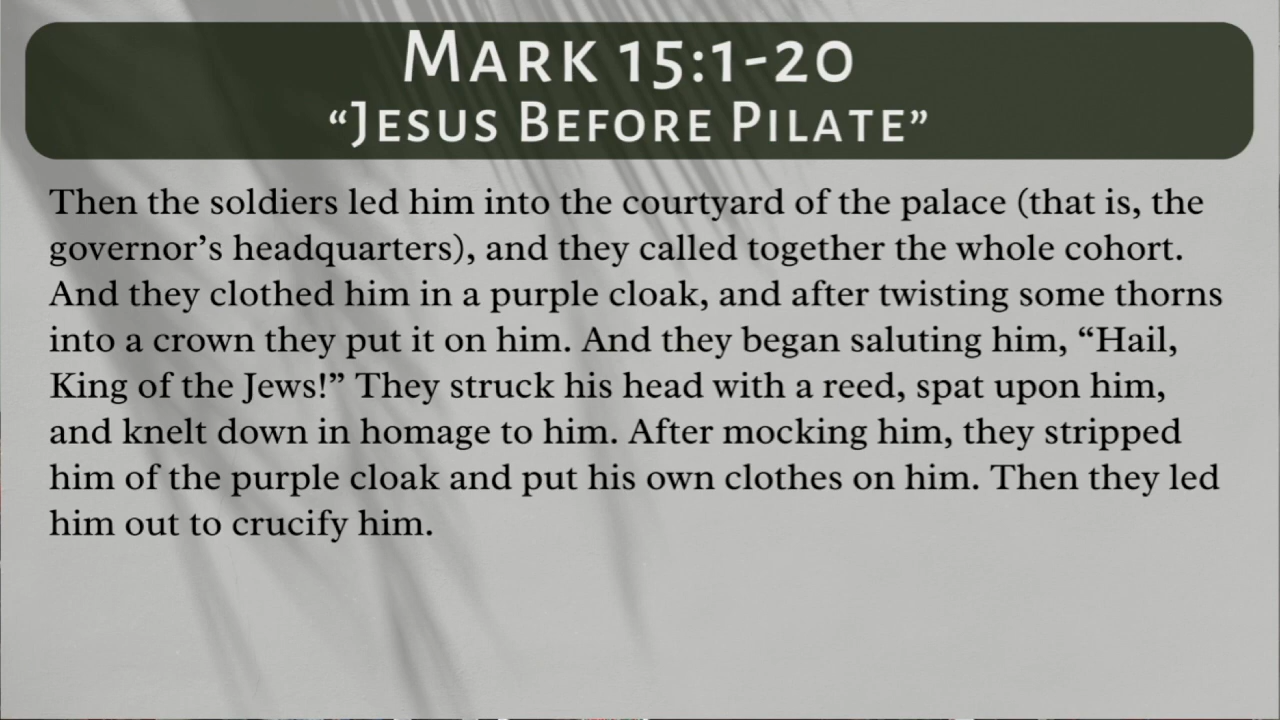 Mark 15:1-20
“Jesus Before Pilate”
Then the soldiers led him into the courtyard of the palace (that is, the
governor’s headquarters), and they called together the whole cohort.
And they clothed him in a purple cloak, and after twisting some thorns
into a crown they put it on him. And they began saluting him, “Hail,
King of the Jews!” They struck his head with a reed, spat upon him,
and knelt down in homage to him. After mocking him, they stripped
him of the purple cloak and put his own clothes on him. Then they led
him out to crucify him.